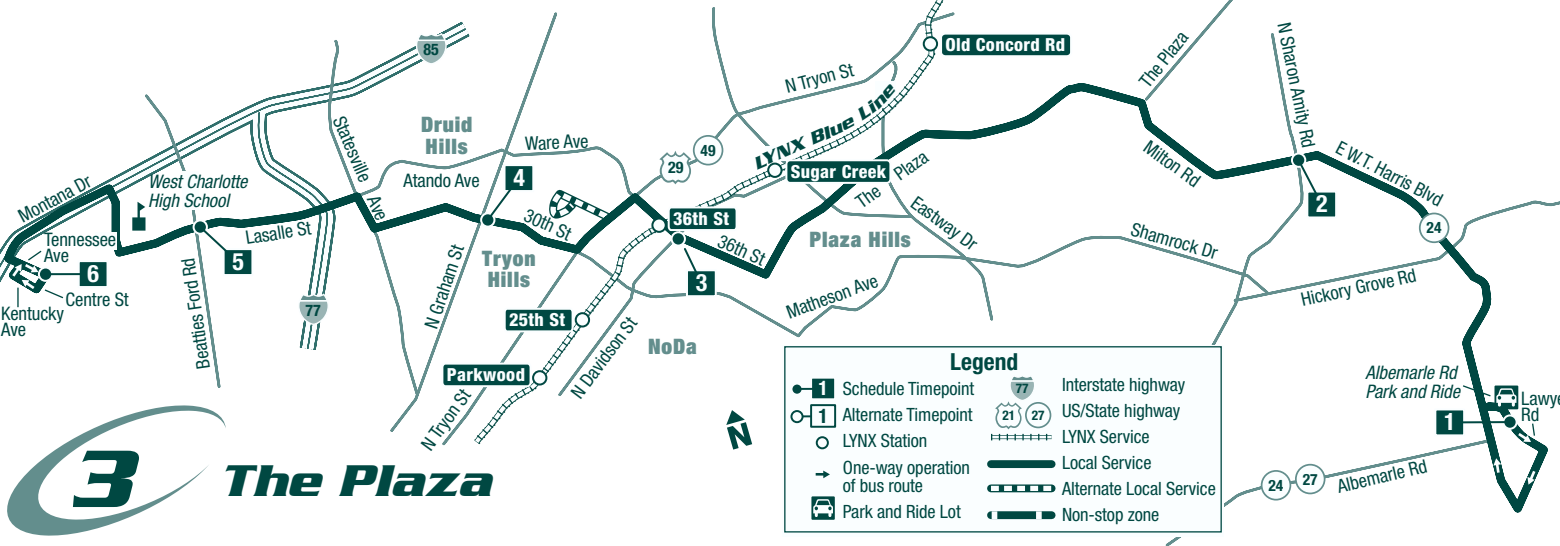 85
Old Concord Rd
The Plaza
N Sharon Amity Rd
N Tryon St
LYNX Blue Line
Statesville
Ave
Druid
Hills
Ware Ave
29
49
Atando Ave
4
Sugar Creek
Milton Rd
E W.T. Harris Blvd
2
24
Montana Dr
West Charlotte
High School
The Plaza
Eastway Dr
36th St
30th St
36th St
Plaza Hills
Shamrock Dr
Lasalle St
5
Tennessee
Ave
6
Centre St
Kentucky
Ave
Tryon
Hills
3
Matheson Ave
Hickory Grove Rd
77
Beatties Ford Rd
N Graham St
25th St
N Davidson St
NoDa
Parkwood
N Tryon St
N
Albemarle Rd
Park and Ride
Rd
1
24
27
Albemarle Rd
3 The Plaza
Legend
1 Schedule Timepoint
1 Alternate Timepoint
LYNX Station
One-way operation
of bus route
Park and Ride Lot
77 Interstate highway
21 27 US/State highway
LYNX Service
Local Service
Alternate Local Service
Non-stop zone